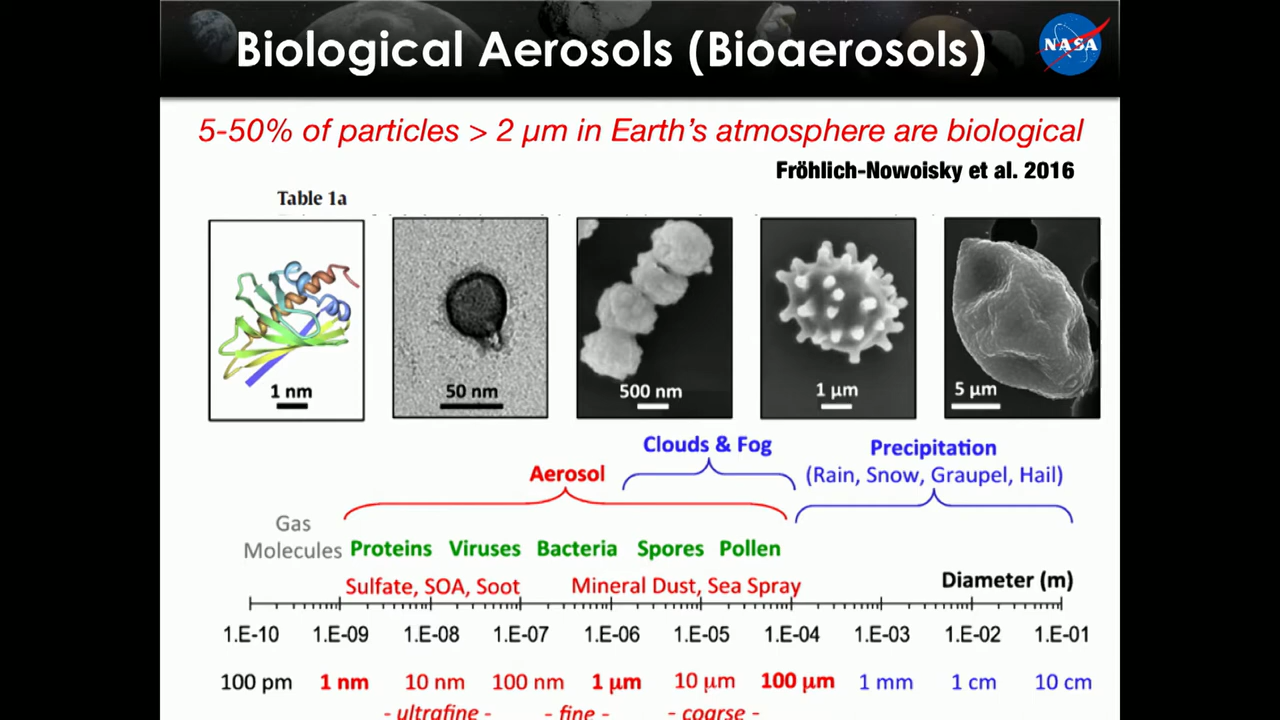 Biological Aerosols (Bioaerosols)
NASA
5-50% of particles > 2 μm in Earth's atmosphere are biological
Fröhlich-Nowoisky et al. 2016
Table 1a
1 nm
50 nm
500 nm
1 μm
5 μm
Clouds & Fog
Precipitation
(Rain, Snow, Graupel, Hail)
Aerosol
Gas
Molecules
Proteins Viruses Bacteria Spores Pollen
Sulfate, SOA, Soot Mineral Dust, Sea Spray
Diameter (m)
1.E-10 1.E-09 1.E-08 1.E-07 1.E-06 1.E-05 1.E-04 1.E-03 1.E-02 1.E-01
100 pm 1 nm 10 nm 100 nm 1 μm 10 μm 100 μm 1 mm 1 cm 10 cm
- ultrafine - - fine - - coarse -